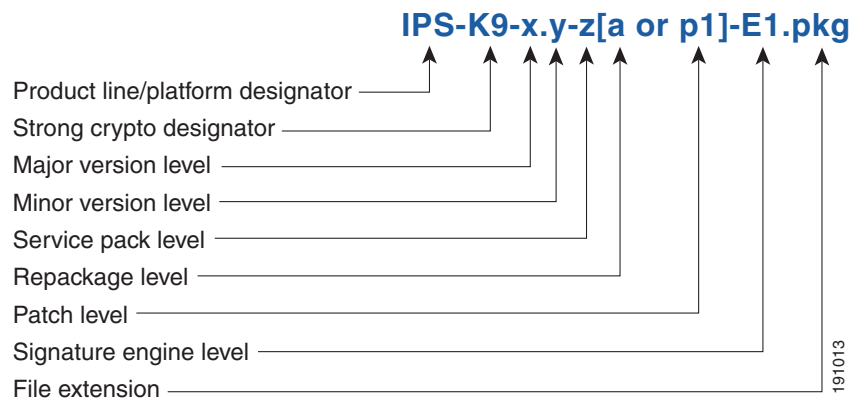 IPS-K9-x.y-z[a or p1]-E1.pkg
Product line/platform designator
Strong crypto designator
Major version level
Minor version level
Service pack level
Repackage level
Patch level
Signature engine level
File extension
191013